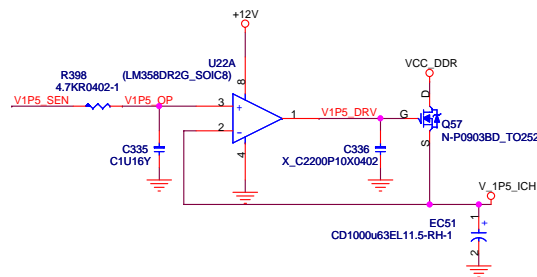 +12V
U22A
(LM358DR2G_SOIC8)
VCC_DDR
R398
4.7KR0402-1
V1P5_SEN
V1P5_OP
8
D
3
+
1
V1P5_DRV
G
Q57
N-P0903BD_TO252
2
-
4
S
C335
C1U16Y
C336
X_C2200P10X0402
V_1P5_ICH
EC51
CD1000u63EL11.5-RH-1
1
+
2